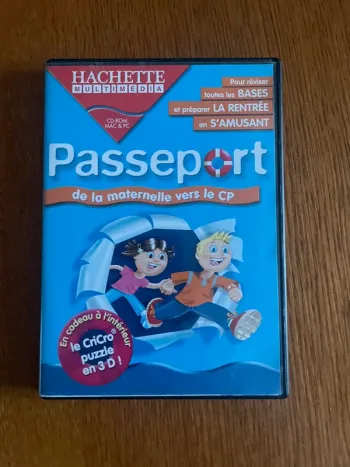 HACHETTE
MULTIMEDIA
CD-ROM
MAC & PC
Pour réviser
toutes les BASES
et préparer LA RENTRÉE
en S'AMUSANT
Passeport
de la maternelle vers le CP
En cadeau à l'intérieur
le CriCro®
puzzle
en 3D !